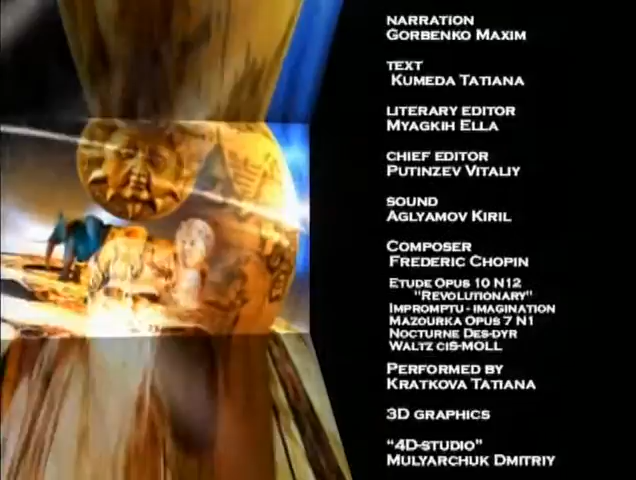 NARRATION
GORBENKO MAXIM
TEXT
KUMEDA TATIANA
LITERARY EDITOR
MYAGKIH ELLA
CHIEF EDITOR
PUTINZEV VITALIY
SOUND
AGLYAMOV KIRIL
COMPOSER
FREDERIC CHOPIN
ETUDE OPUS 10 N12
"REVOLUTIONARY"
IMPROMPTU - IMAGINATION
MAZOURKA OPUS 7 N1
NOCTURNE DES-DYR
WALTZ CIS-MOLL
PERFORMED BY
KRATKOVA TATIANA
3D GRAPHICS
"4D-STUDIO"
MULYARCHUK DMITRIY